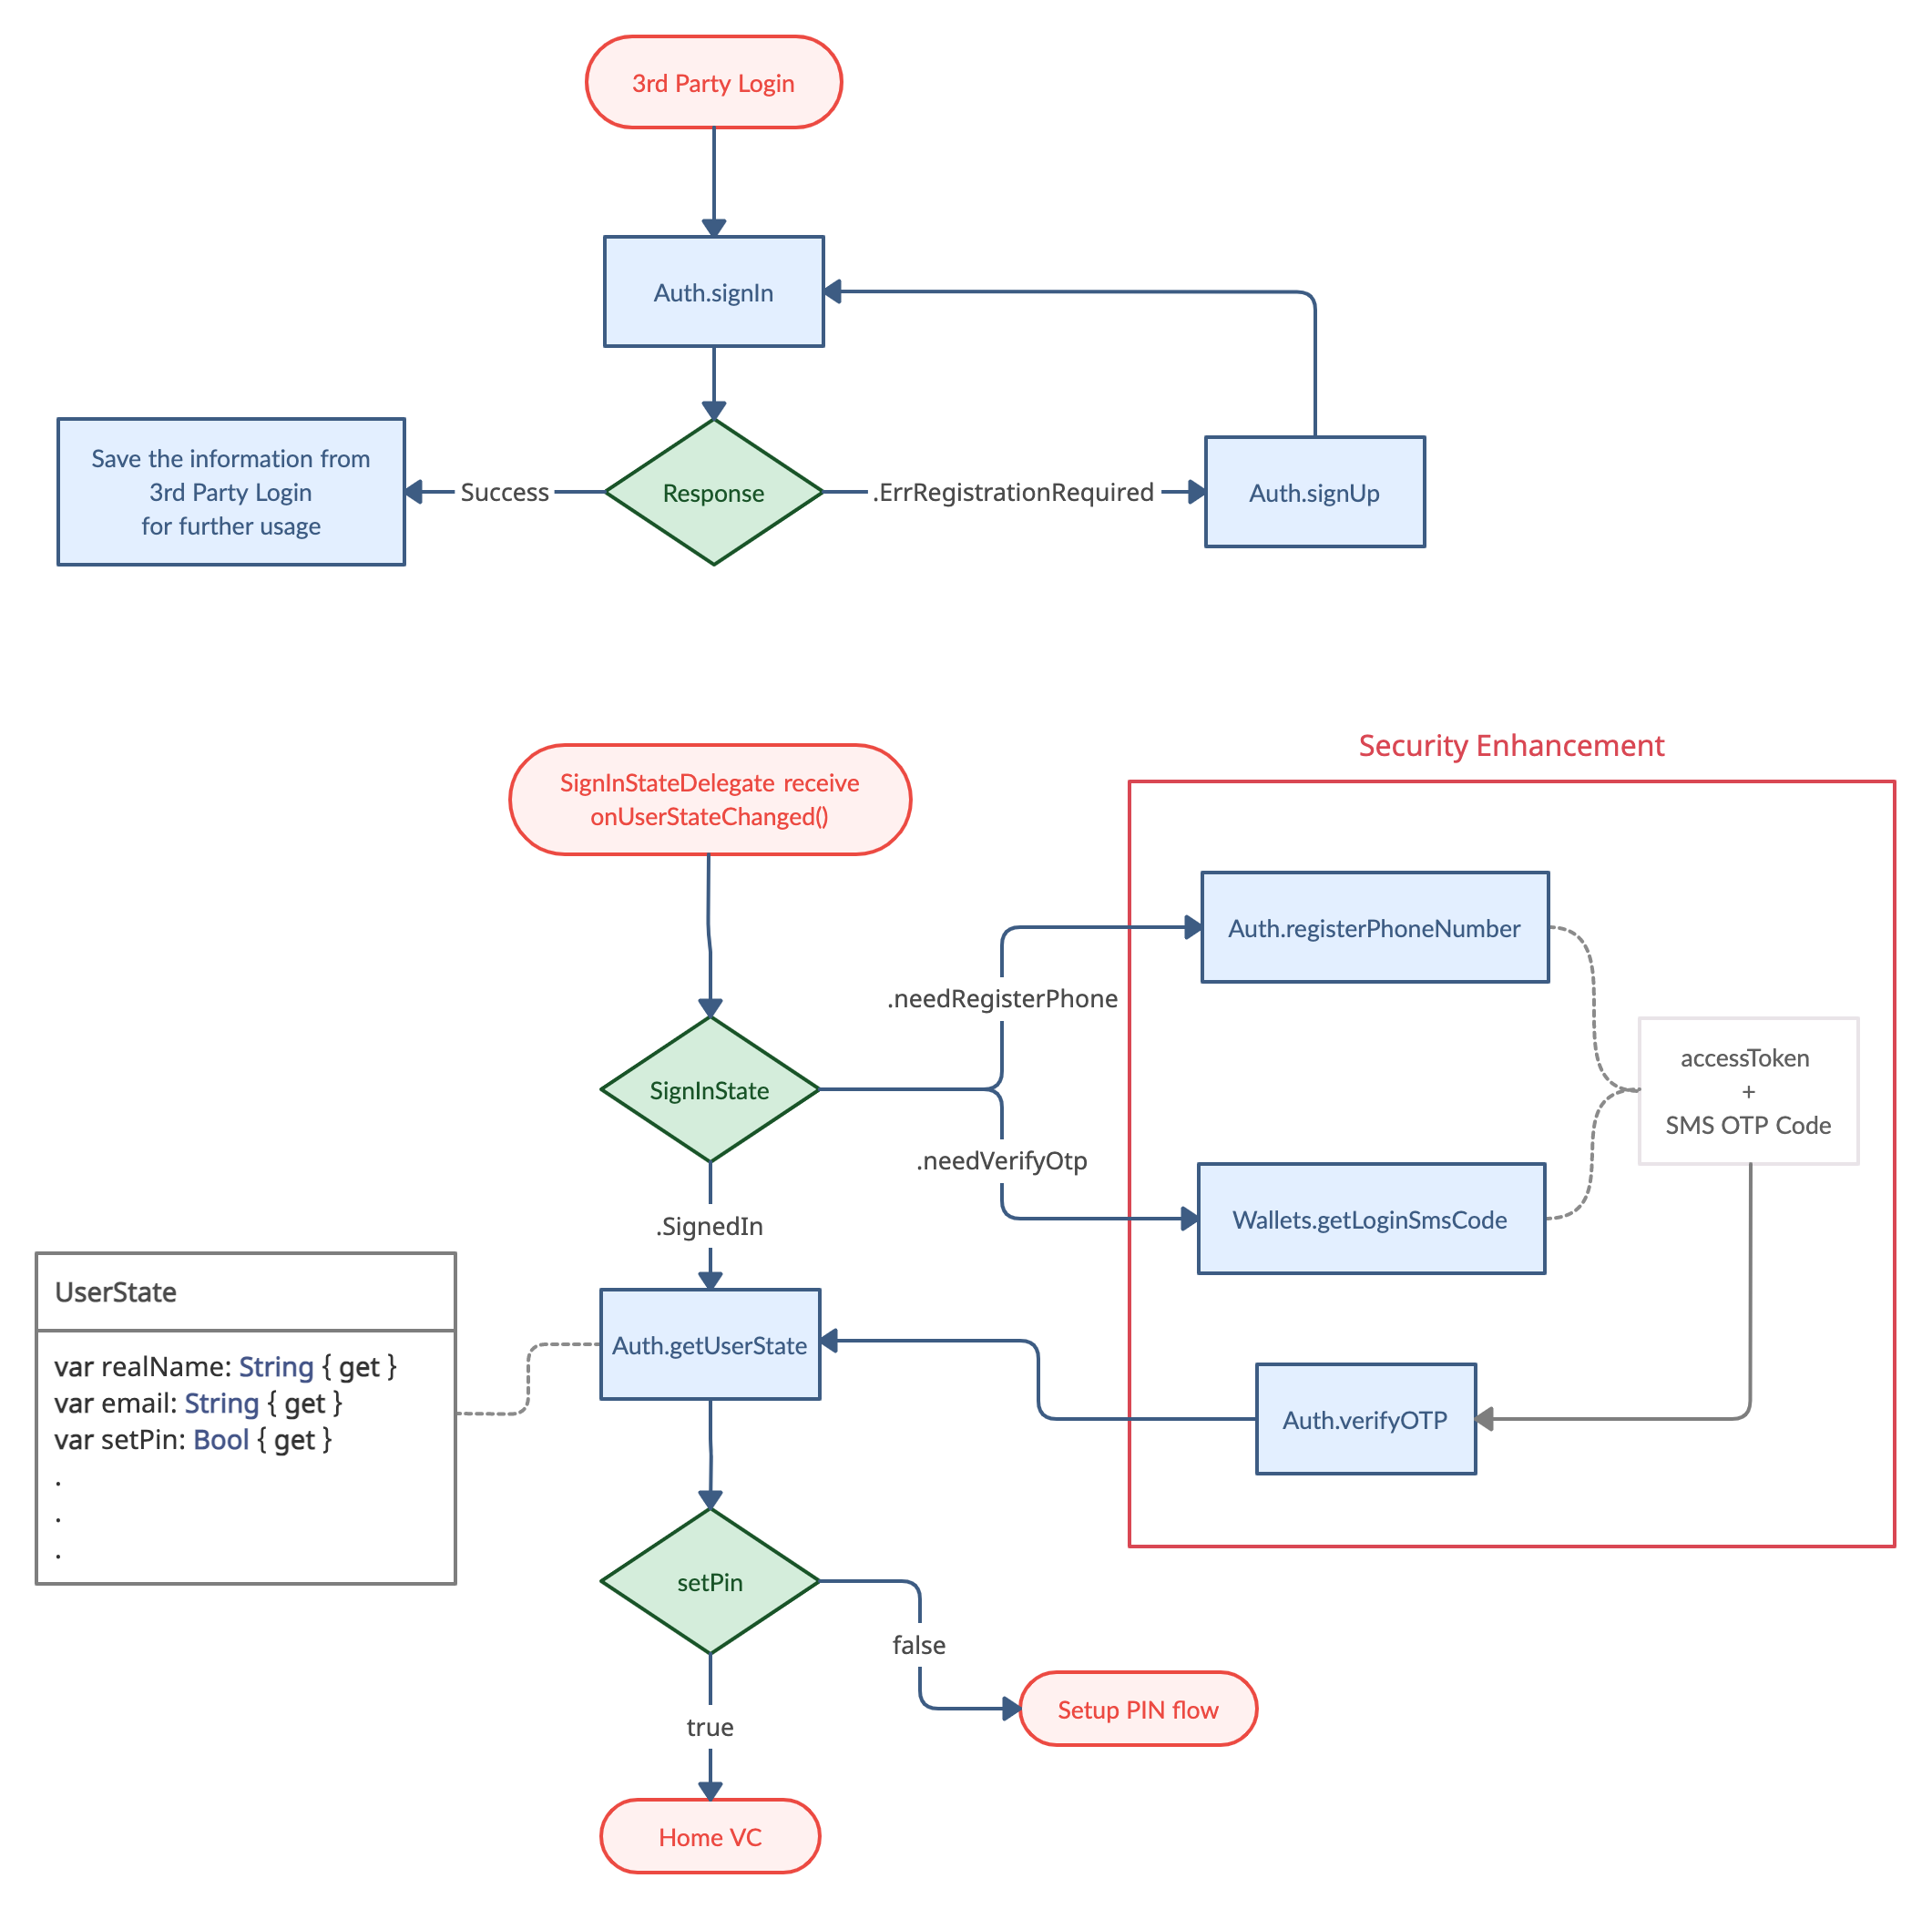 3rd Party Login
Auth.signIn
Save the information from
3rd Party Login
for further usage
Success
Response
.ErrRegistrationRequired
Auth.signUp
Security Enhancement
SignInStateDelegate receive
onUserStateChanged()
Auth.registerPhoneNumber
.needRegisterPhone
SignInState
accessToken
+
SMS OTP Code
.needVerifyOtp
Wallets.getLoginSmsCode
.SignedIn
UserState
var realName: String { get }
var email: String { get }
var setPin: Bool { get }
.
.
.
Auth.getUserState
Auth.verifyOTP
setPin
false
Setup PIN flow
true
Home VC